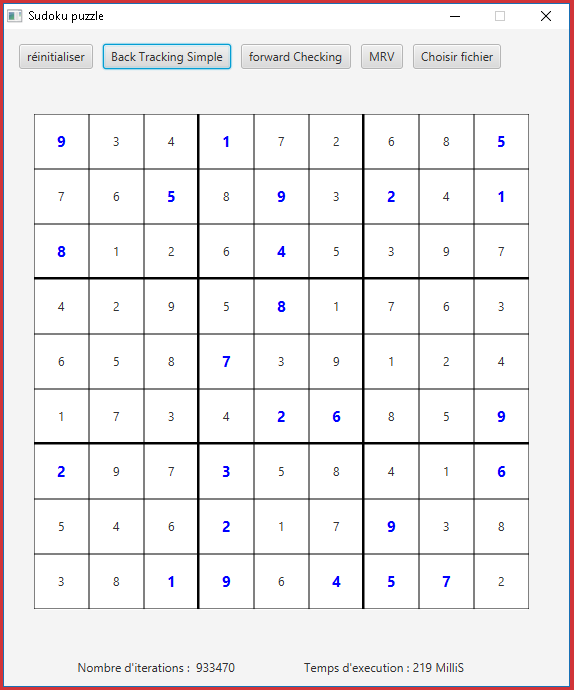 Sudoku puzzle
réinitialiser Back Tracking Simple forward Checking MRV Choisir fichier
9 3 4 1 7 2 6 8 5
7 6 5 8 9 3 2 4 1
8 1 2 6 4 5 3 9 7
4 2 9 5 8 1 7 6 3
6 5 8 7 3 9 1 2 4
1 7 3 4 2 6 8 5 9
2 9 7 3 5 8 4 1 6
5 4 6 2 1 7 9 3 8
3 8 1 9 6 4 5 7 2
Nombre d'iterations : 933470 Temps d'execution : 219 MilliS